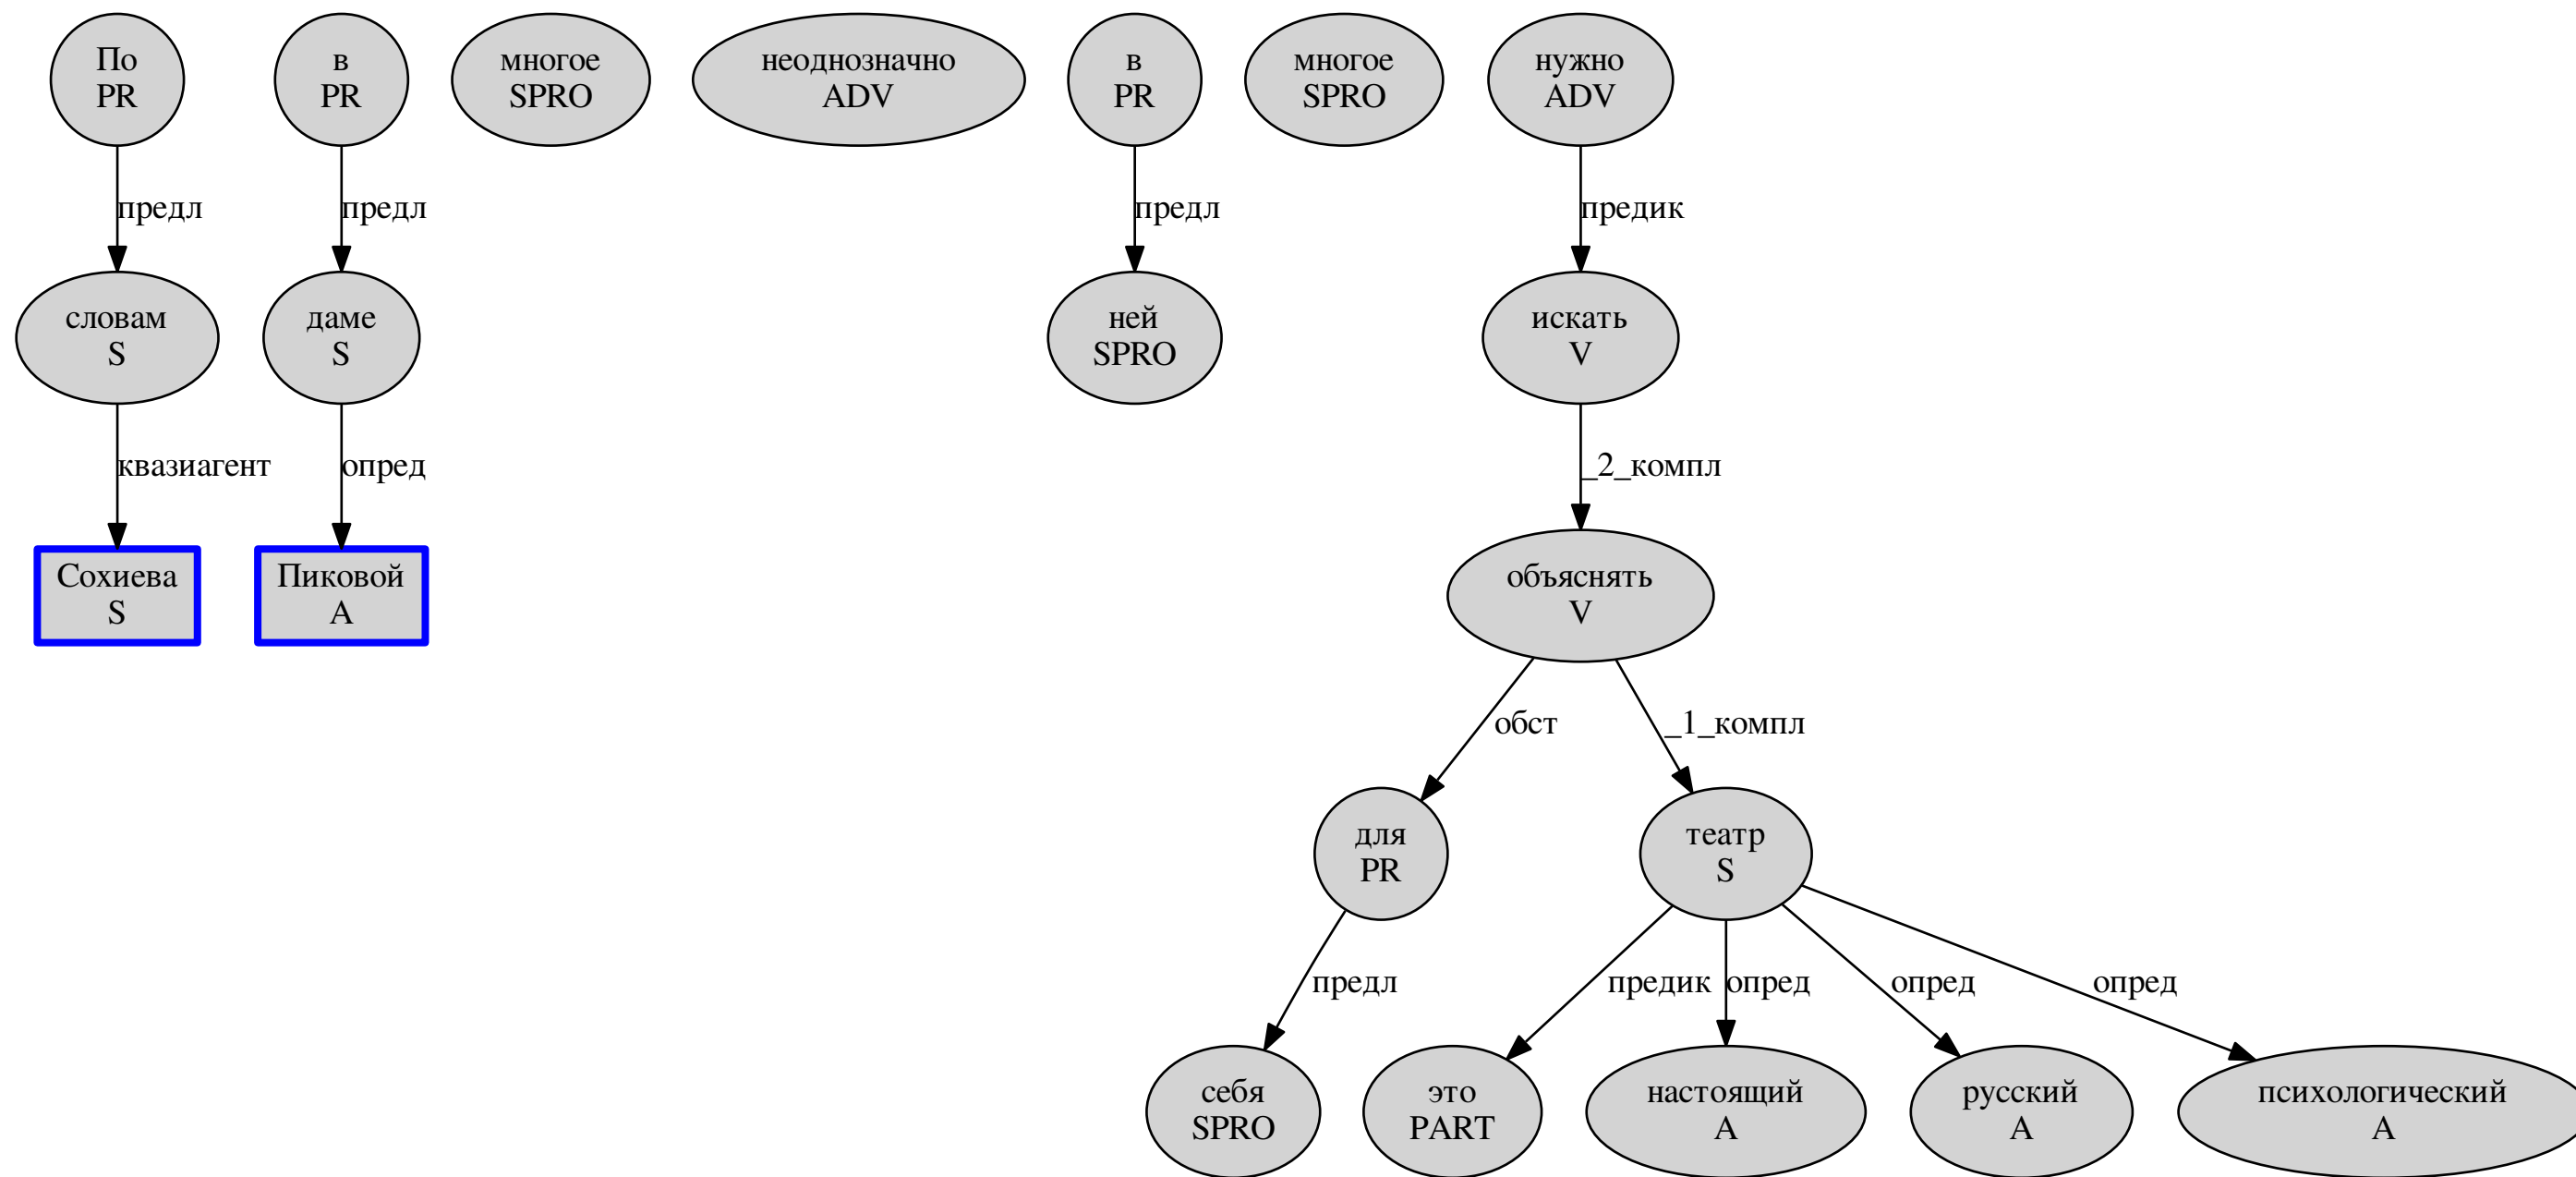 По
PR
в
PR
многое
SPRO
неоднозначно
ADV
в
PR
многое
SPRO
нужно
ADV
предл
предл
предл
предик
словам
S
даме
S
ней
SPRO
искать
V
квазиагент
опред
_2_компл
Сохиева
S
Пиковой
A
объяснять
V
обст
_1_компл
для
PR
театр
S
предл
предик
опред
опред
опред
себя
SPRO
это
PART
настоящий
A
русский
A
психологический
A